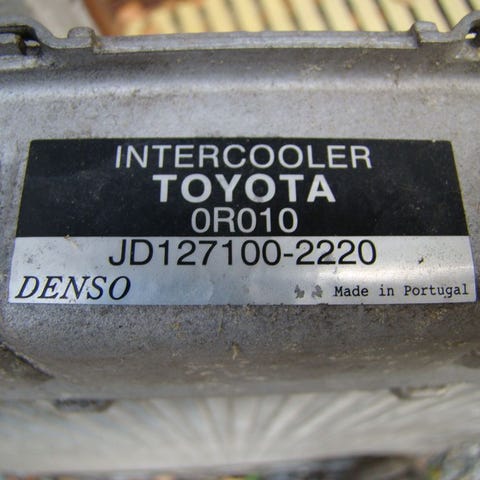 INTERCOOLER
TOYOTA
0R010
JD127100-2220
DENSO Made in Portugal